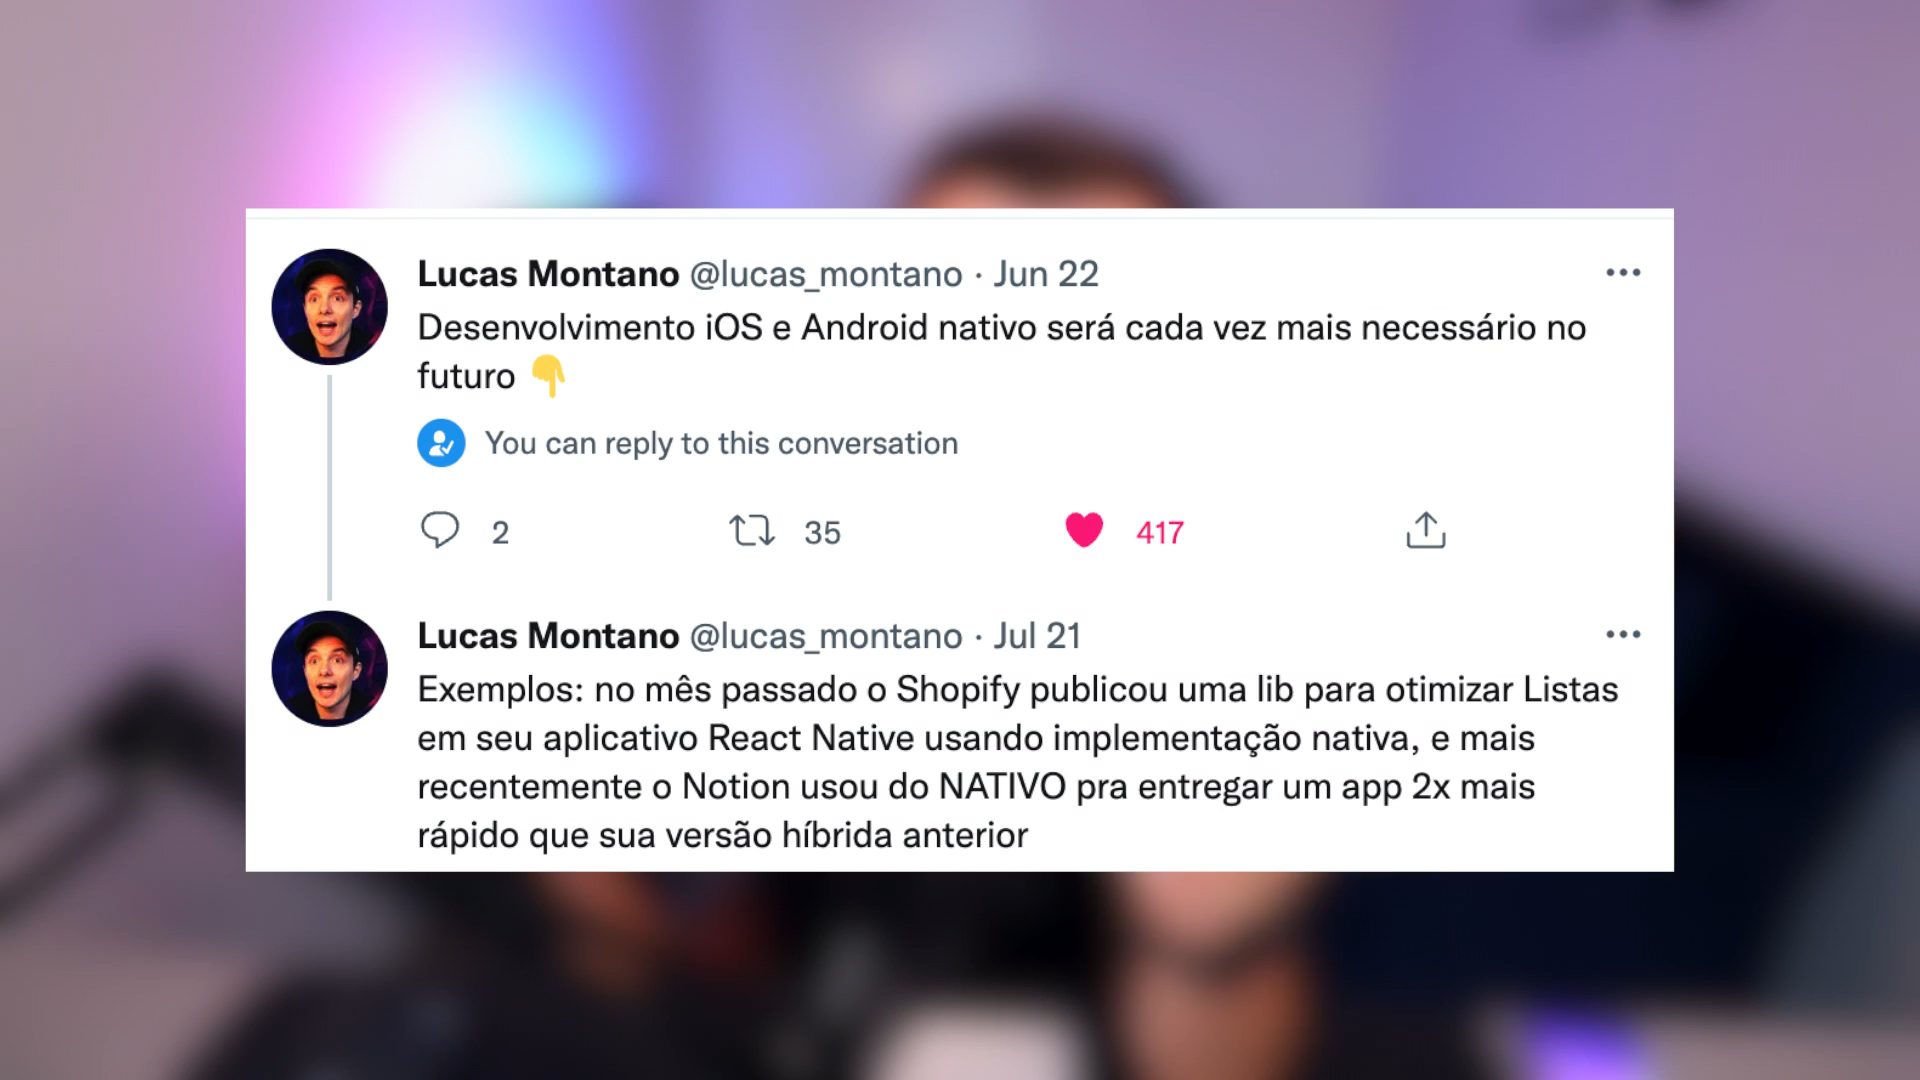 Lucas Montano @lucas_montano · Jun 22
Desenvolvimento iOS e Android nativo será cada vez mais necessário no
futuro 👇
You can reply to this conversation
2 35 417
Lucas Montano @lucas_montano · Jul 21
Exemplos: no mês passado o Shopify publicou uma lib para otimizar Listas
em seu aplicativo React Native usando implementação nativa, e mais
recentemente o Notion usou do NATIVO pra entregar um app 2x mais
rápido que sua versão híbrida anterior